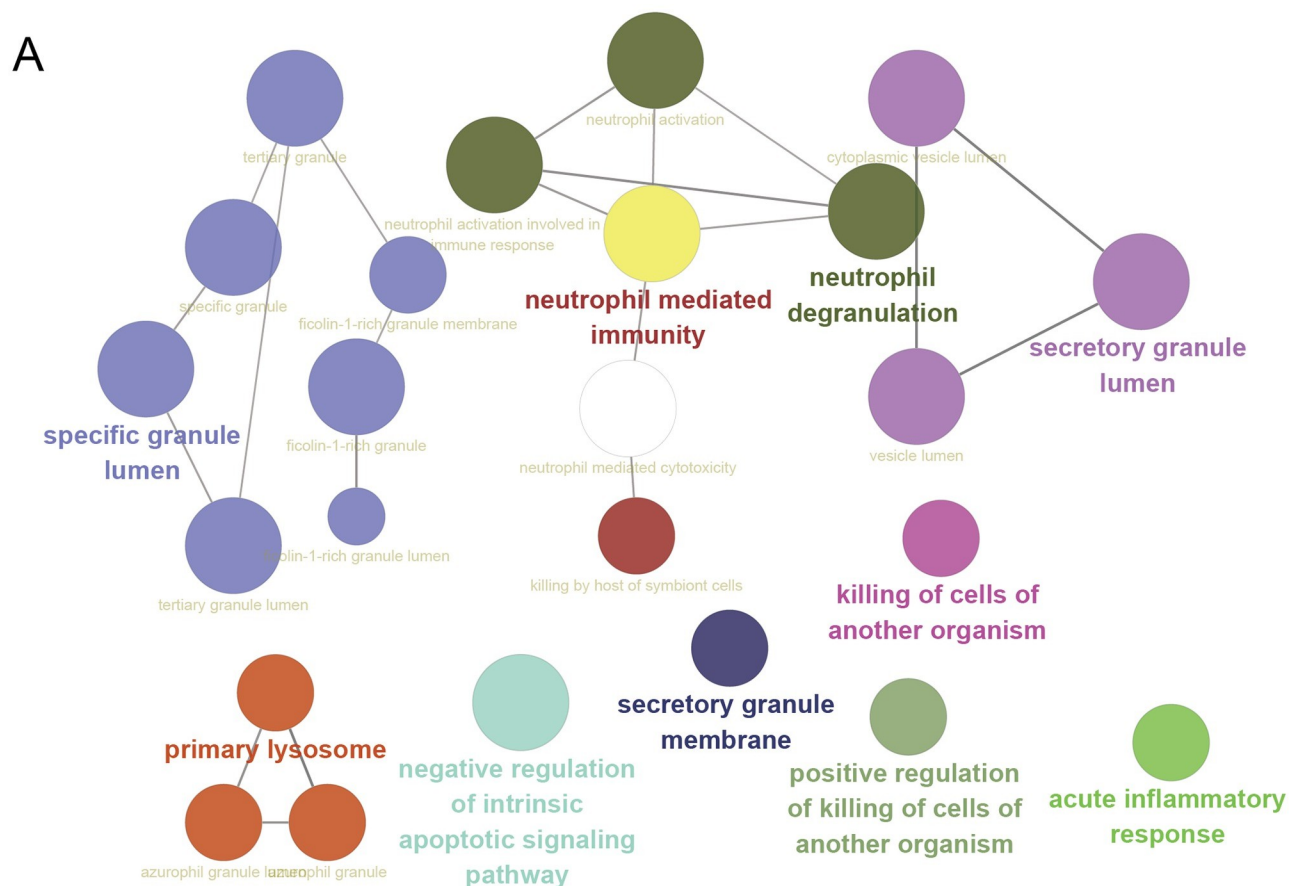 A
neutrophil activation
tertiary granule
cytoplasmic vesicle lumen
neutrophil activation involved in
immune response
specific granule
ficolin-1-rich granule membrane
neutrophil mediated
immunity
neutrophil
degranulation
secretory granule
lumen
specific granule
lumen
ficolin-1-rich granule
vesicle lumen
neutrophil mediated cytotoxicity
ficolin-1-rich granule lumen
killing by host of symbiont cells
tertiary granule lumen
killing of cells of
another organism
secretory granule
membrane
primary lysosome
negative regulation
of intrinsic
apoptotic signaling
pathway
positive regulation
of killing of cells of
another organism
acute inflammatory
response
azurophil granule lumen
azurophil granule